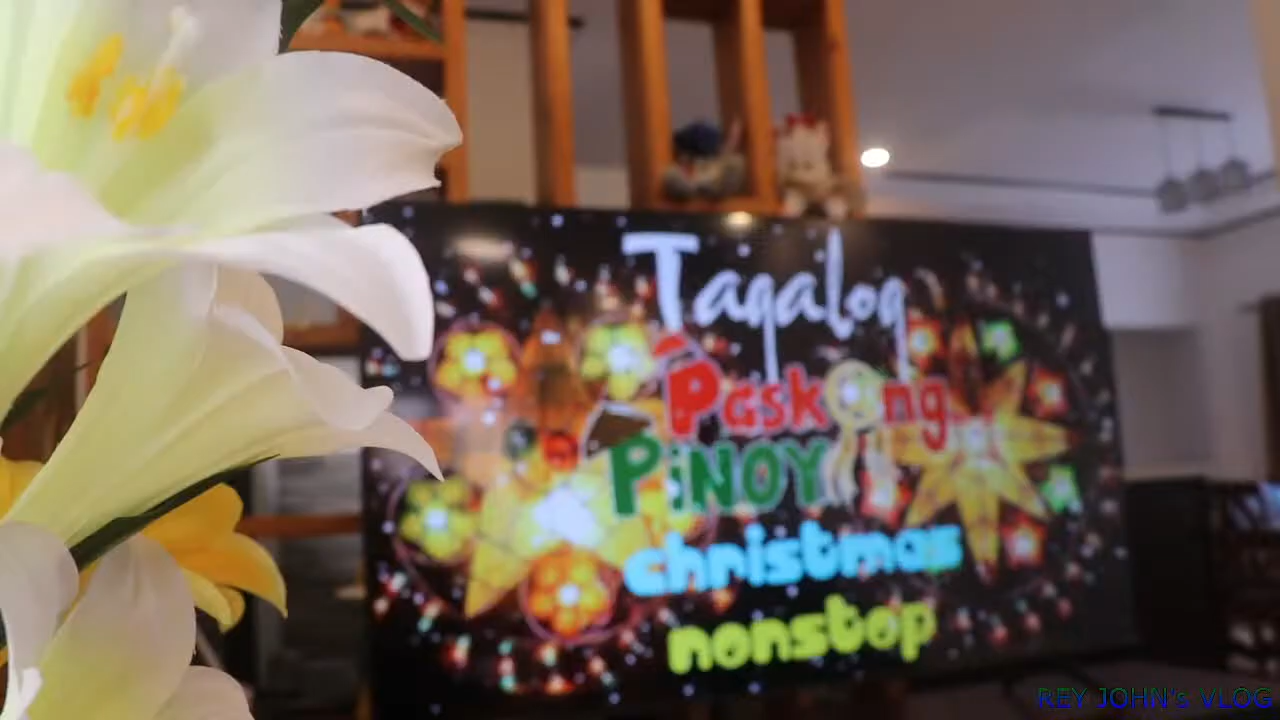 Tagalog
Paskong
PiNOY
christmas
nonstop
REY JOHN's VLOG